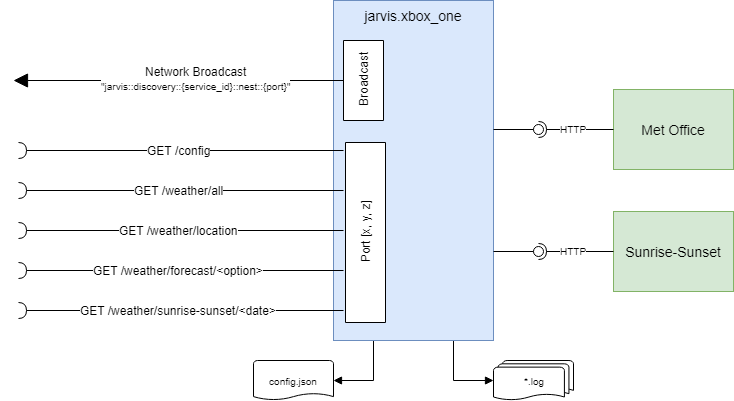 jarvis.xbox_one
Network Broadcast
"jarvis::discovery::{service_id}::nest::{port}"
Broadcast
GET /config
GET /weather/all
GET /weather/location
GET /weather/forecast/<option>
GET /weather/sunrise-sunset/<date>
Port [x, y, z]
HTTP
Met Office
HTTP
Sunrise-Sunset
config.json
*.log